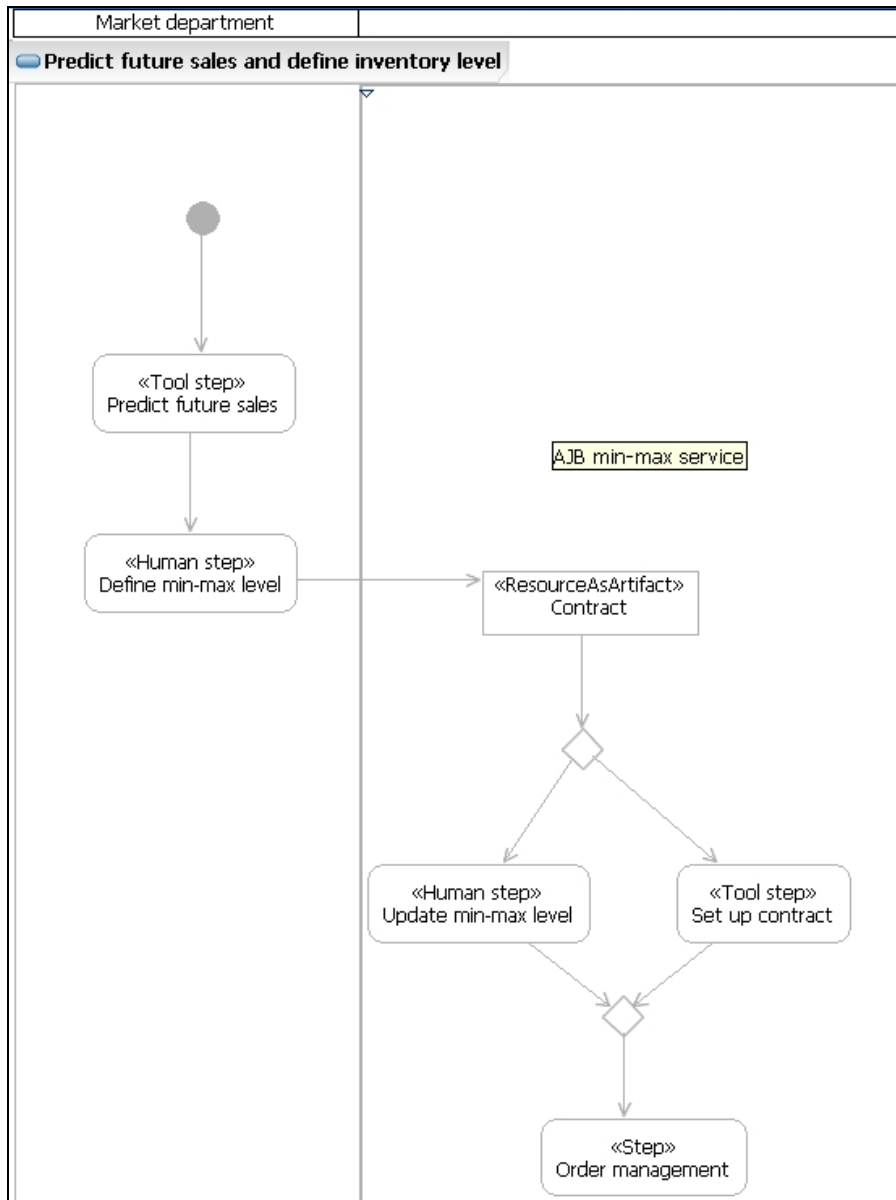 Market department
Predict future sales and define inventory level
«Tool step»
Predict future sales
AJB min-max service
«Human step»
Define min-max level
«ResourceAsArtifact»
Contract
«Human step»
Update min-max level
«Tool step»
Set up contract
«Step»
Order management